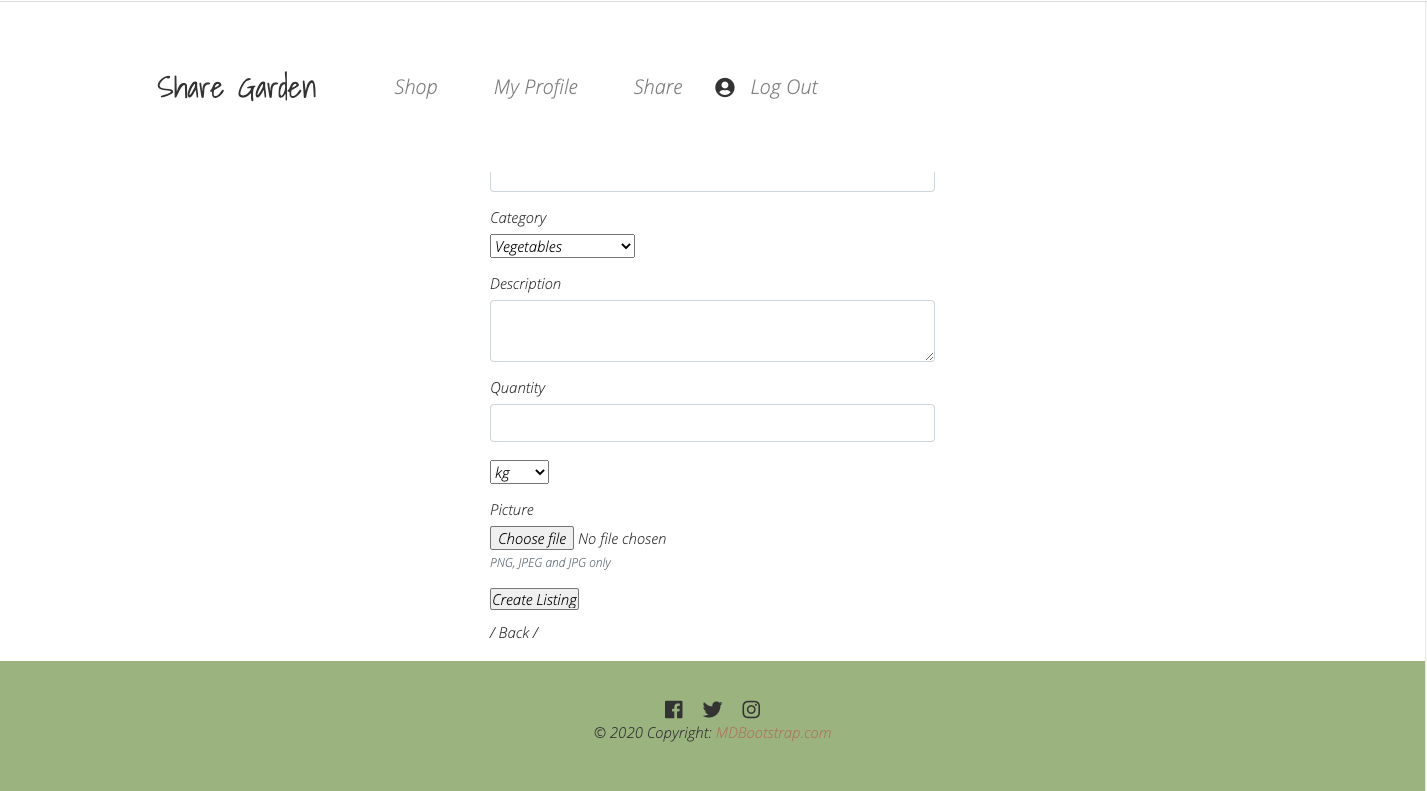 Share Garden Shop My Profile Share Log Out
Category
Vegetables
Description
Quantity
kg
Picture
Choose file No file chosen
PNG, JPEG and JPG only
Create Listing
/ Back /
© 2020 Copyright: MDBootstrap.com